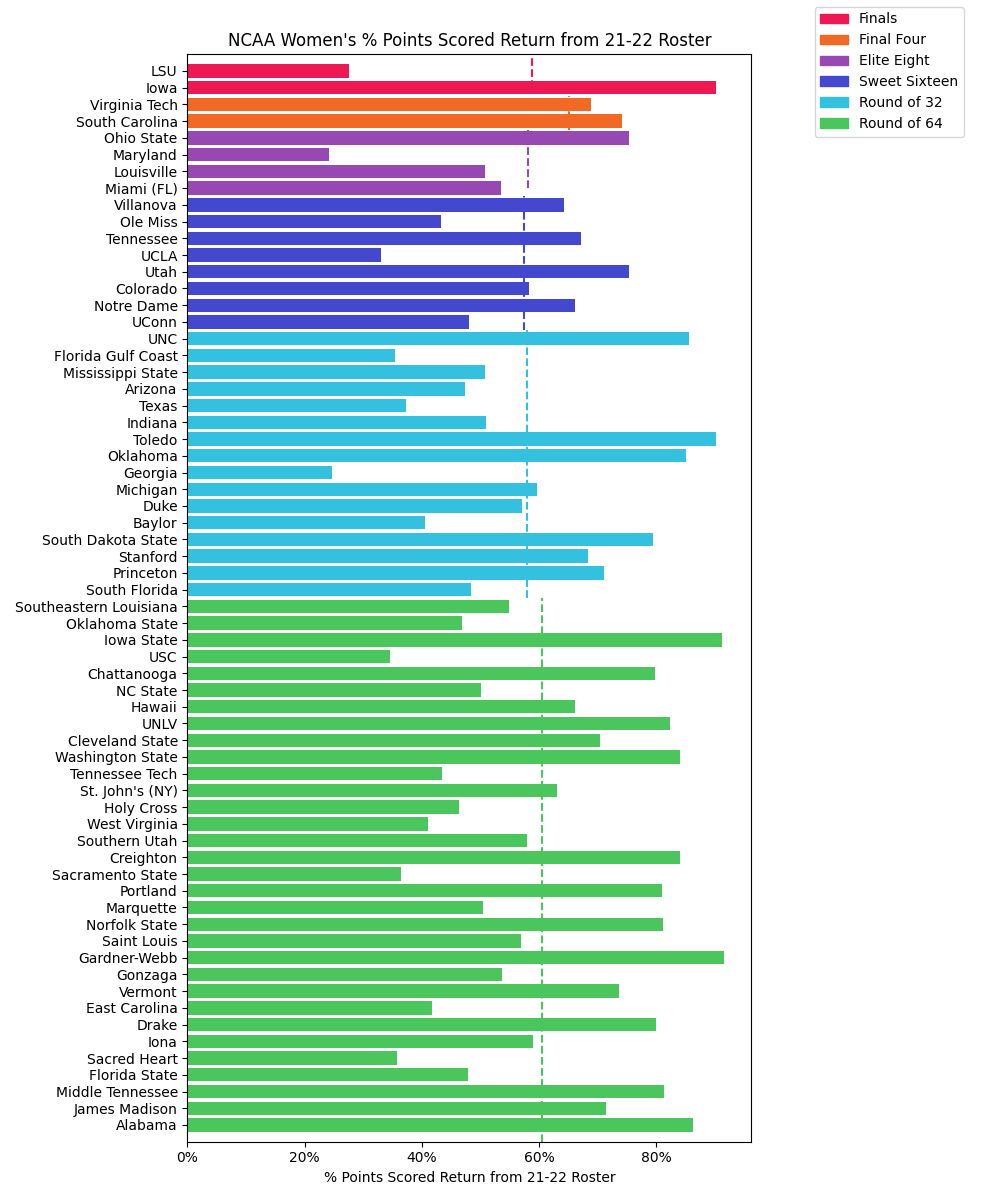 Finals
Final Four
Elite Eight
Sweet Sixteen
Round of 32
Round of 64
NCAA Women's % Points Scored Return from 21-22 Roster
LSU
Iowa
Virginia Tech
South Carolina
Ohio State
Maryland
Louisville
Miami (FL)
Villanova
Ole Miss
Tennessee
UCLA
Utah
Colorado
Notre Dame
UConn
UNC
Florida Gulf Coast
Mississippi State
Arizona
Texas
Indiana
Toledo
Oklahoma
Georgia
Michigan
Duke
Baylor
South Dakota State
Stanford
Princeton
South Florida
Southeastern Louisiana
Oklahoma State
Iowa State
USC
Chattanooga
NC State
Hawaii
UNLV
Cleveland State
Washington State
Tennessee Tech
St. John's (NY)
Holy Cross
West Virginia
Southern Utah
Creighton
Sacramento State
Portland
Marquette
Norfolk State
Saint Louis
Gardner-Webb
Gonzaga
Vermont
East Carolina
Drake
Iona
Sacred Heart
Florida State
Middle Tennessee
James Madison
Alabama
0% 20% 40% 60% 80%
% Points Scored Return from 21-22 Roster